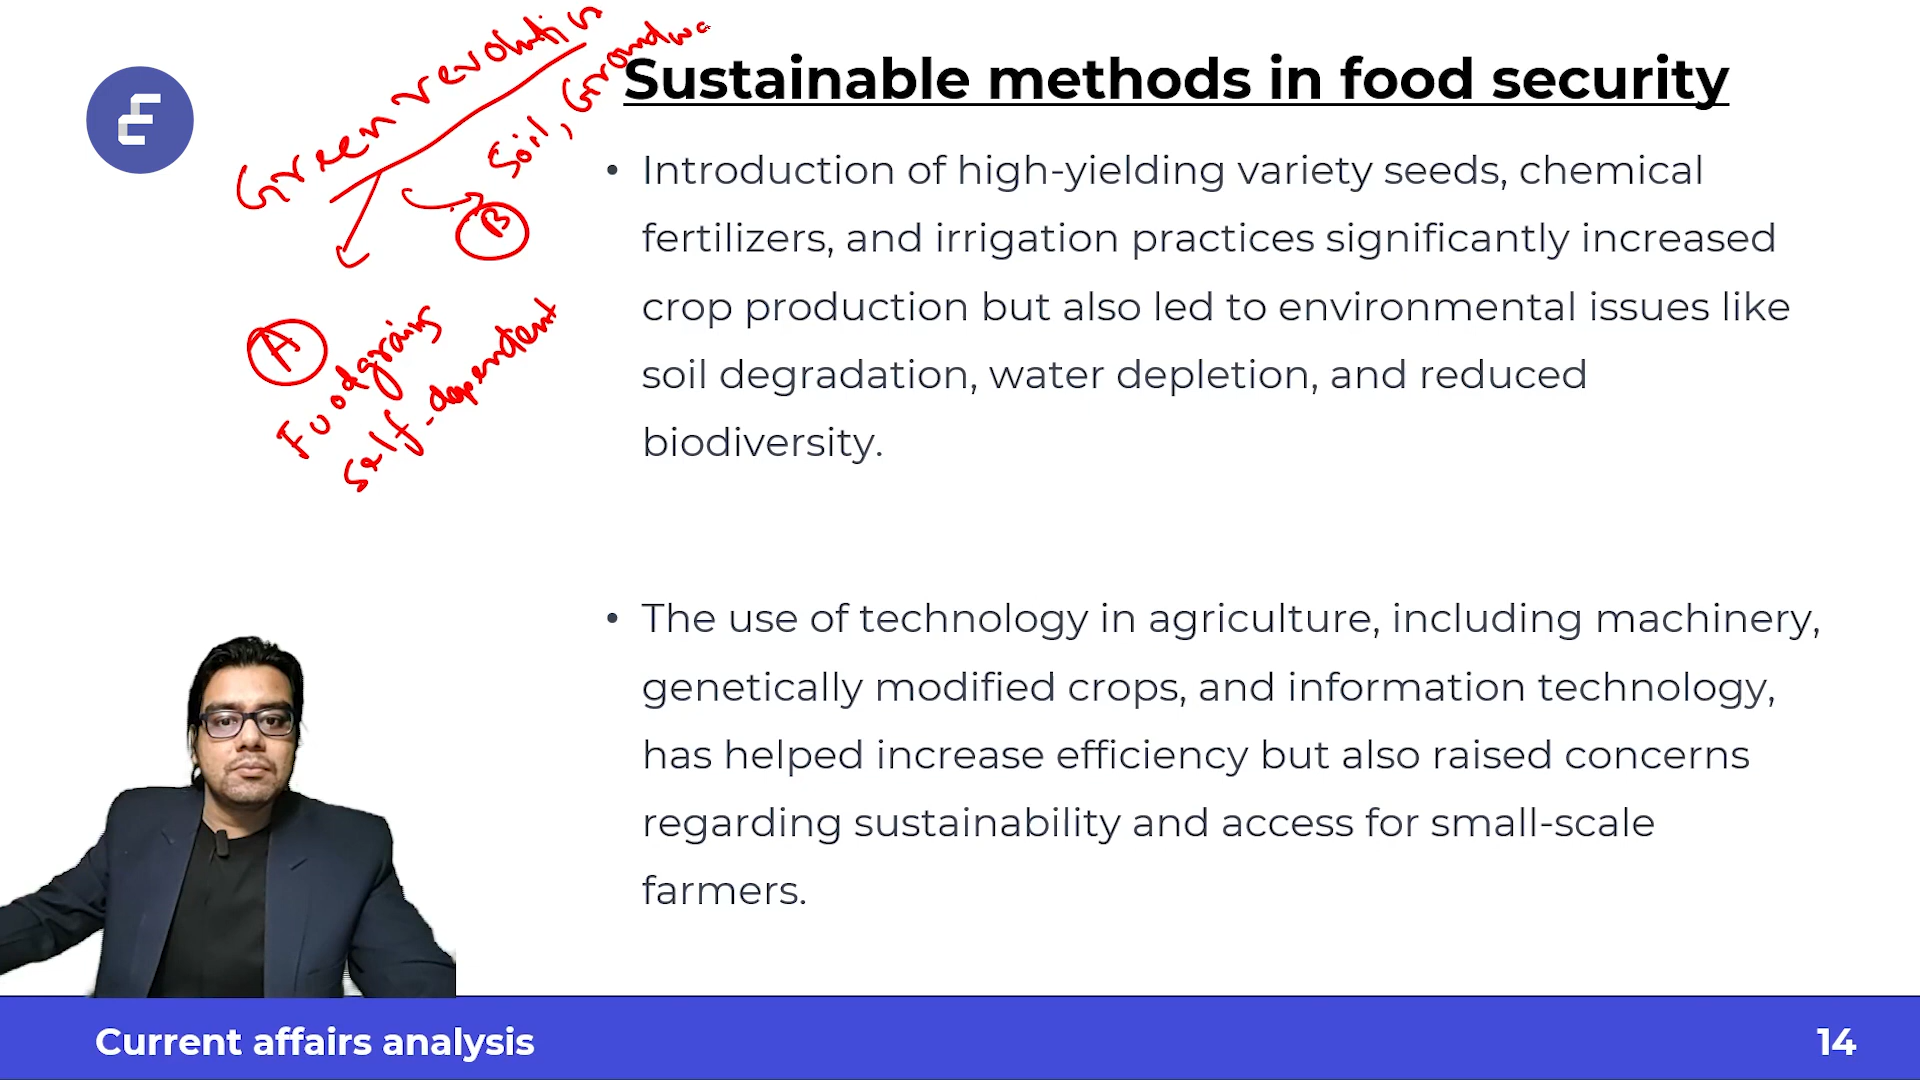 Green revolution
Soil, Groundwa
B
A
Foodgrains
self-dependent
Sustainable methods in food security
• Introduction of high-yielding variety seeds, chemical
fertilizers, and irrigation practices significantly increased
crop production but also led to environmental issues like
soil degradation, water depletion, and reduced
biodiversity.
• The use of technology in agriculture, including machinery,
genetically modified crops, and information technology,
has helped increase efficiency but also raised concerns
regarding sustainability and access for small-scale
farmers.
Current affairs analysis
14